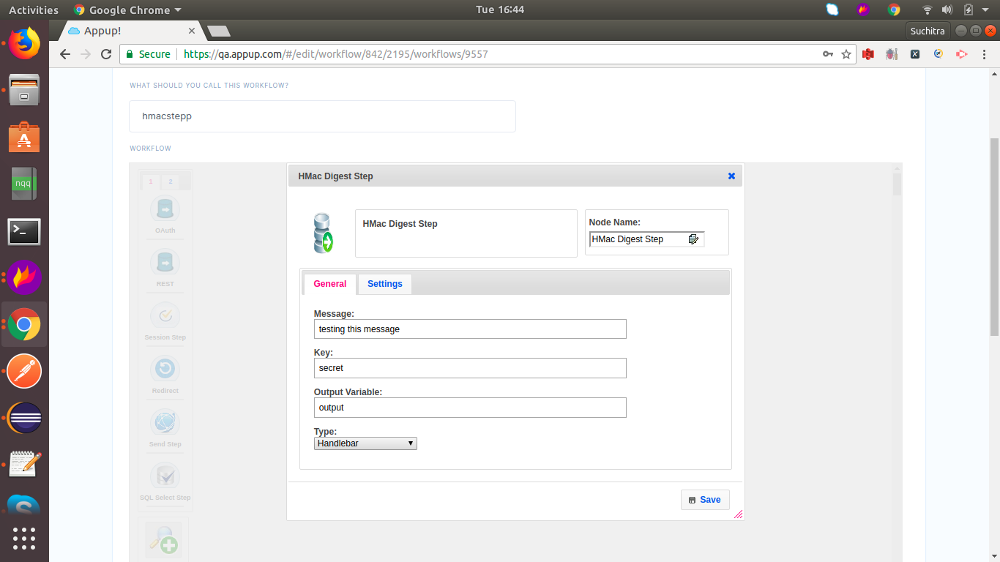 Activities Google Chrome Tue 16:44
Appup! Suchitra
Secure https://qa.appup.com/#/edit/workflow/842/2195/workflows/9557
WHAT SHOULD YOU CALL THIS WORKFLOW?
hmacstepp
WORKFLOW
nqq
1 2
OAuth
REST
Session Step
Redirect
Send Step
SQL Select Step
HMac Digest Step
HMac Digest Step
Node Name:
HMac Digest Step
General Settings
Message:
testing this message
Key:
secret
Output Variable:
output
Type:
Handlebar
Save